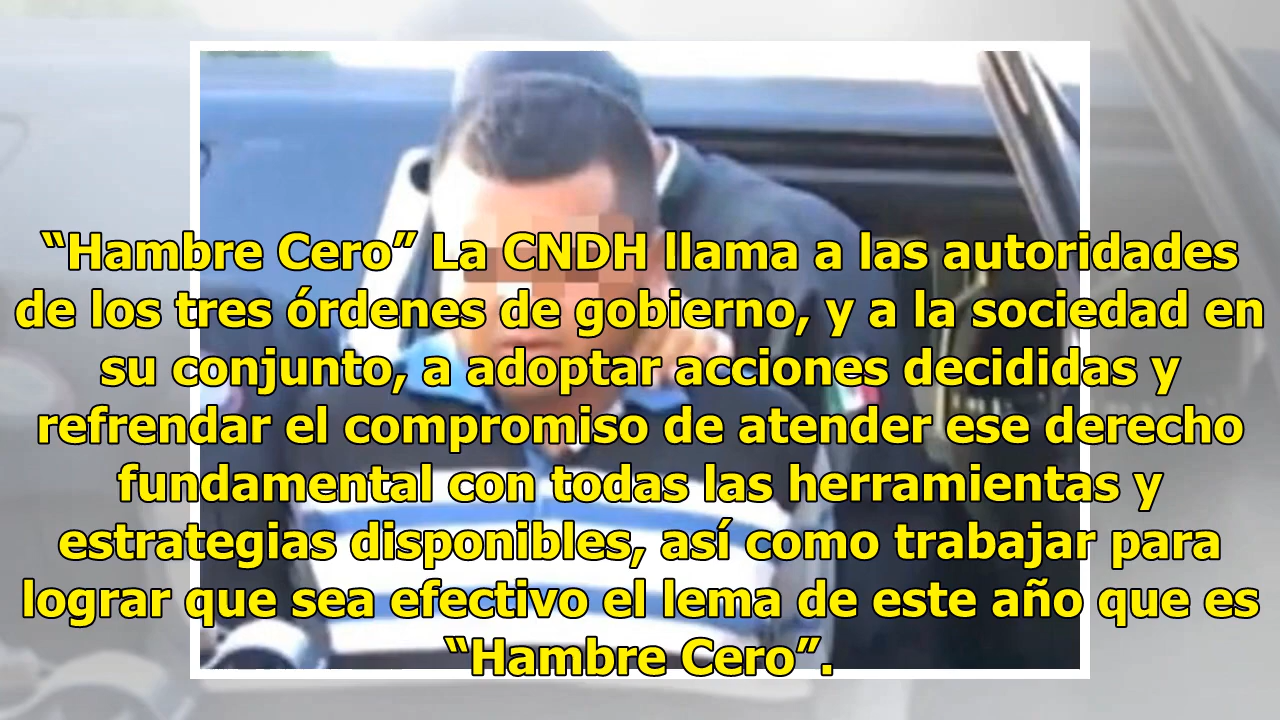 “Hambre Cero” La CNDH llama a las autoridades
de los tres órdenes de gobierno, y a la sociedad en
su conjunto, a adoptar acciones decididas y
refrendar el compromiso de atender ese derecho
fundamental con todas las herramientas y
estrategias disponibles, así como trabajar para
lograr que sea efectivo el lema de este año que es
“Hambre Cero”.